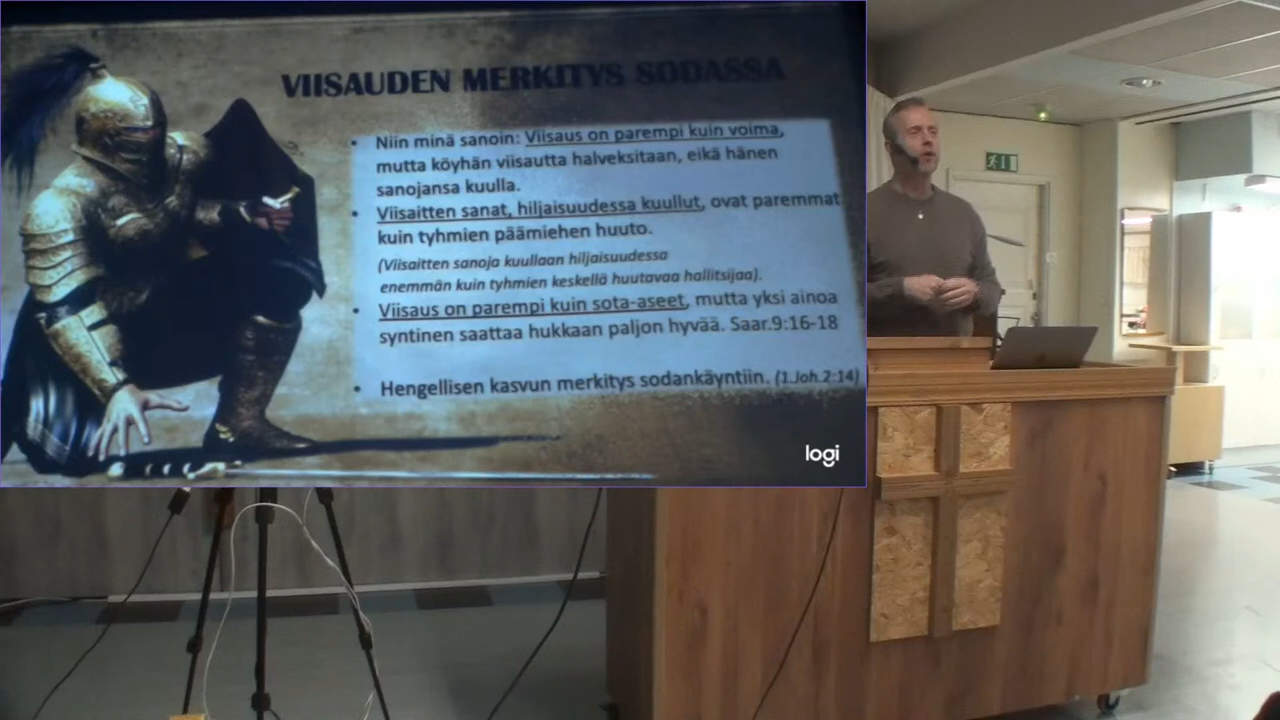 VIISAUDEN MERKITYS SODASSA
• Niin minä sanoin: Viisaus on parempi kuin voima,
mutta köyhän viisautta halveksitaan, eikä hänen
sanojansa kuulla.
• Viisaitten sanat, hiljaisuudessa kuullut, ovat paremmat
kuin tyhmien päämiehen huuto.
(Viisaitten sanoja kuullaan hiljaisuudessa
enemmän kuin tyhmien keskellä huutavaa hallitsijaa).
• Viisaus on parempi kuin sota-aseet, mutta yksi ainoa
syntinen saattaa hukkaan paljon hyvää. Saar.9:16-18
• Hengellisen kasvun merkitys sodankäyntiin. (1.Joh.2:14)
logi